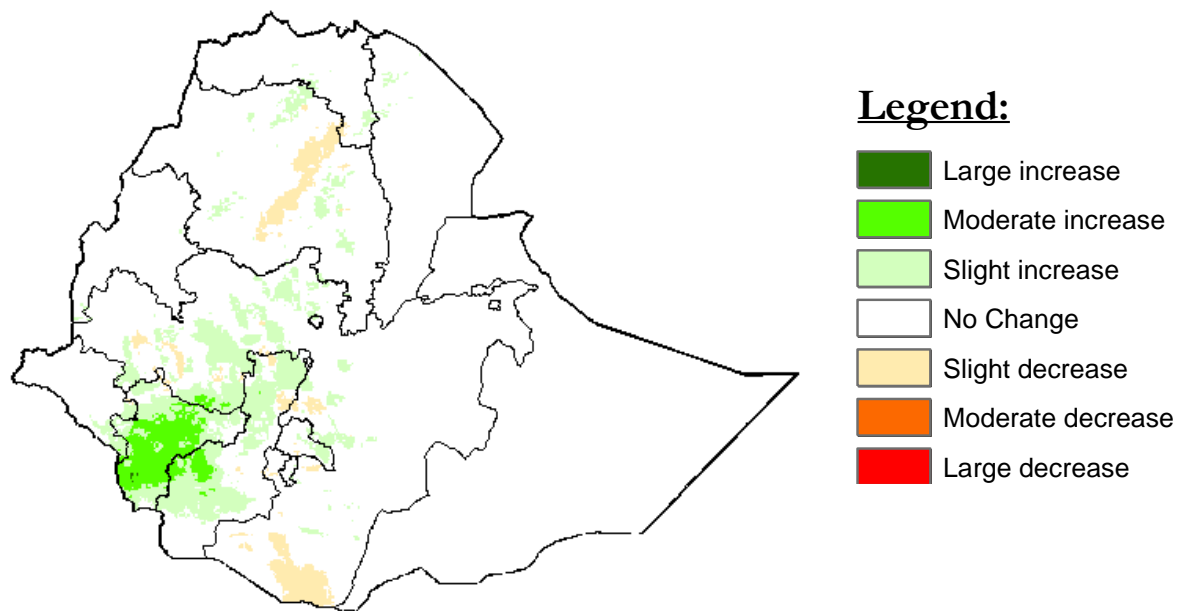 Legend:
Large increase
Moderate increase
Slight increase
No Change
Slight decrease
Moderate decrease
Large decrease